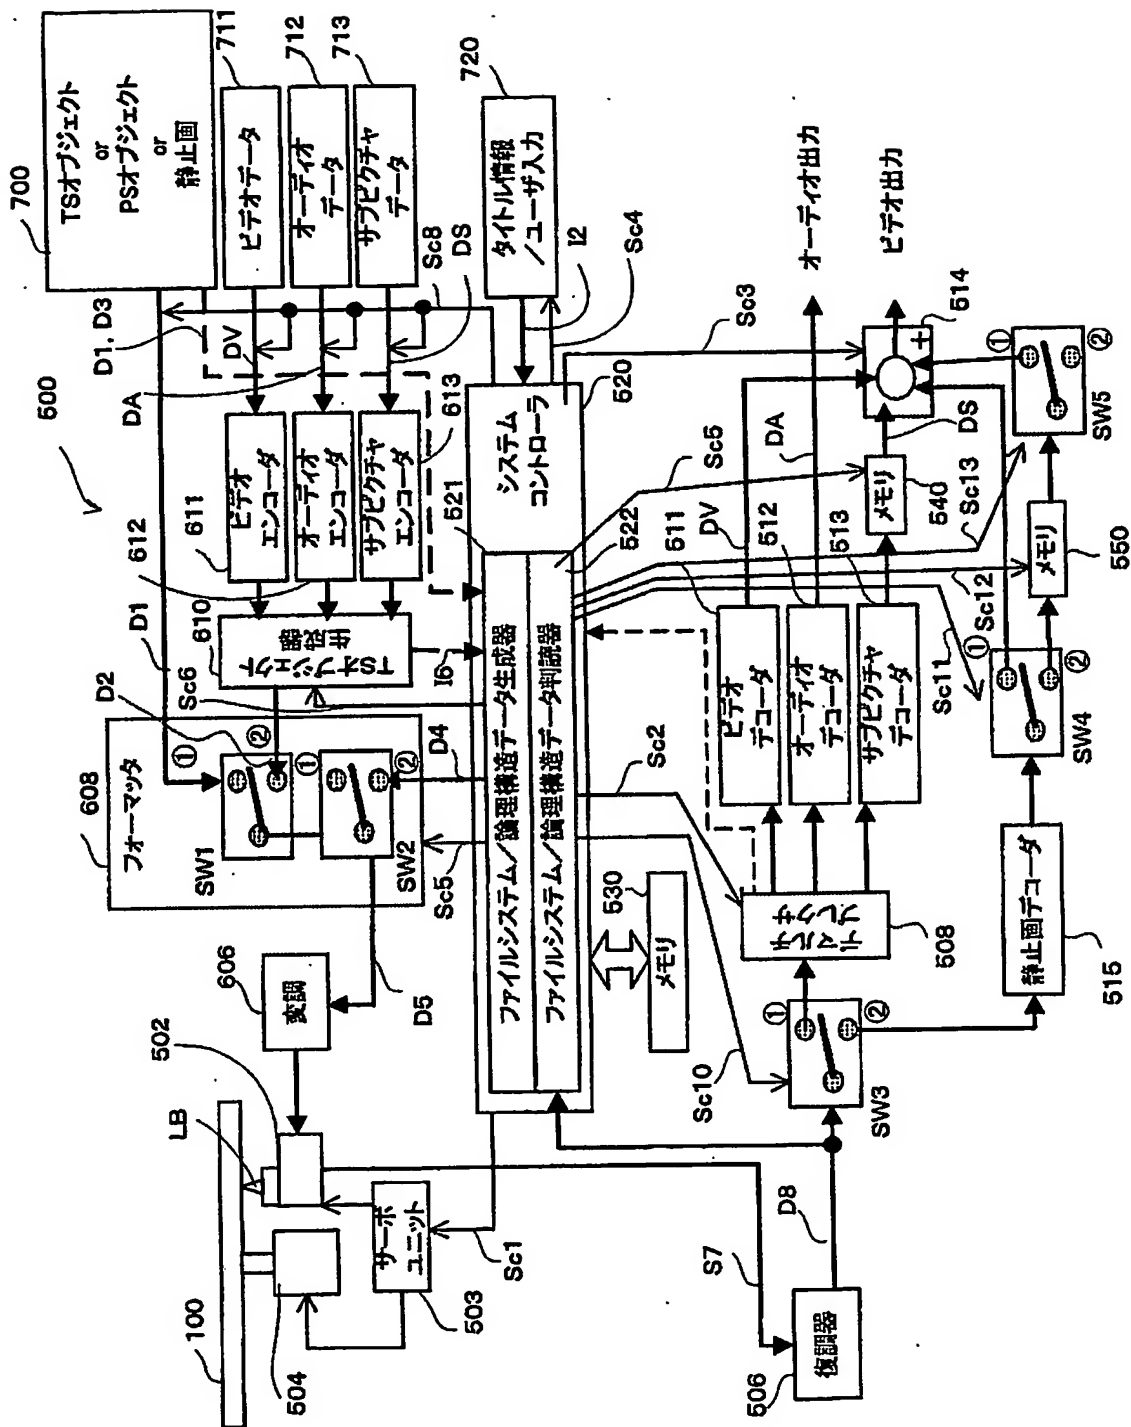 500
700
TSオブジェクト
or
PSオブジェクト
or
静止画
711
ビデオデータ
712
オーディオ
データ
713
サブピクチャ
データ
720
タイトル情報
/ユーザ入力
D1, D3
DV
DA
Sc8
DS
I2
Sc4
611
ビデオ
エンコーダ
612
オーディオ
エンコーダ
613
サブピクチャ
エンコーダ
D1
610
TSオブジェクト
生成器
Sc6
D2
I6
608
フォーマッタ
①
②
SW1
①
②
SW2
D4
Sc5
606
変調
D5
502
LB
100
504
サーボ
ユニット
503
Sc1
520
システム
コントローラ
521
ファイルシステム/論理構造データ生成器
522
ファイルシステム/論理構造データ判読器
530
メモリ
Sc2
Sc10
S7
D8
506
復調器
①
②
SW3
508
デマルチ
プレクサ
511
ビデオ
デコーダ
512
オーディオ
デコーダ
513
サブピクチャ
デコーダ
DV
DA
Sc5
Sc3
メモリ
540
DS
オーディオ出力
ビデオ出力
514
+
515
静止画デコーダ
Sc11
Sc12
Sc13
①
②
SW4
メモリ
550
①
②
SW5